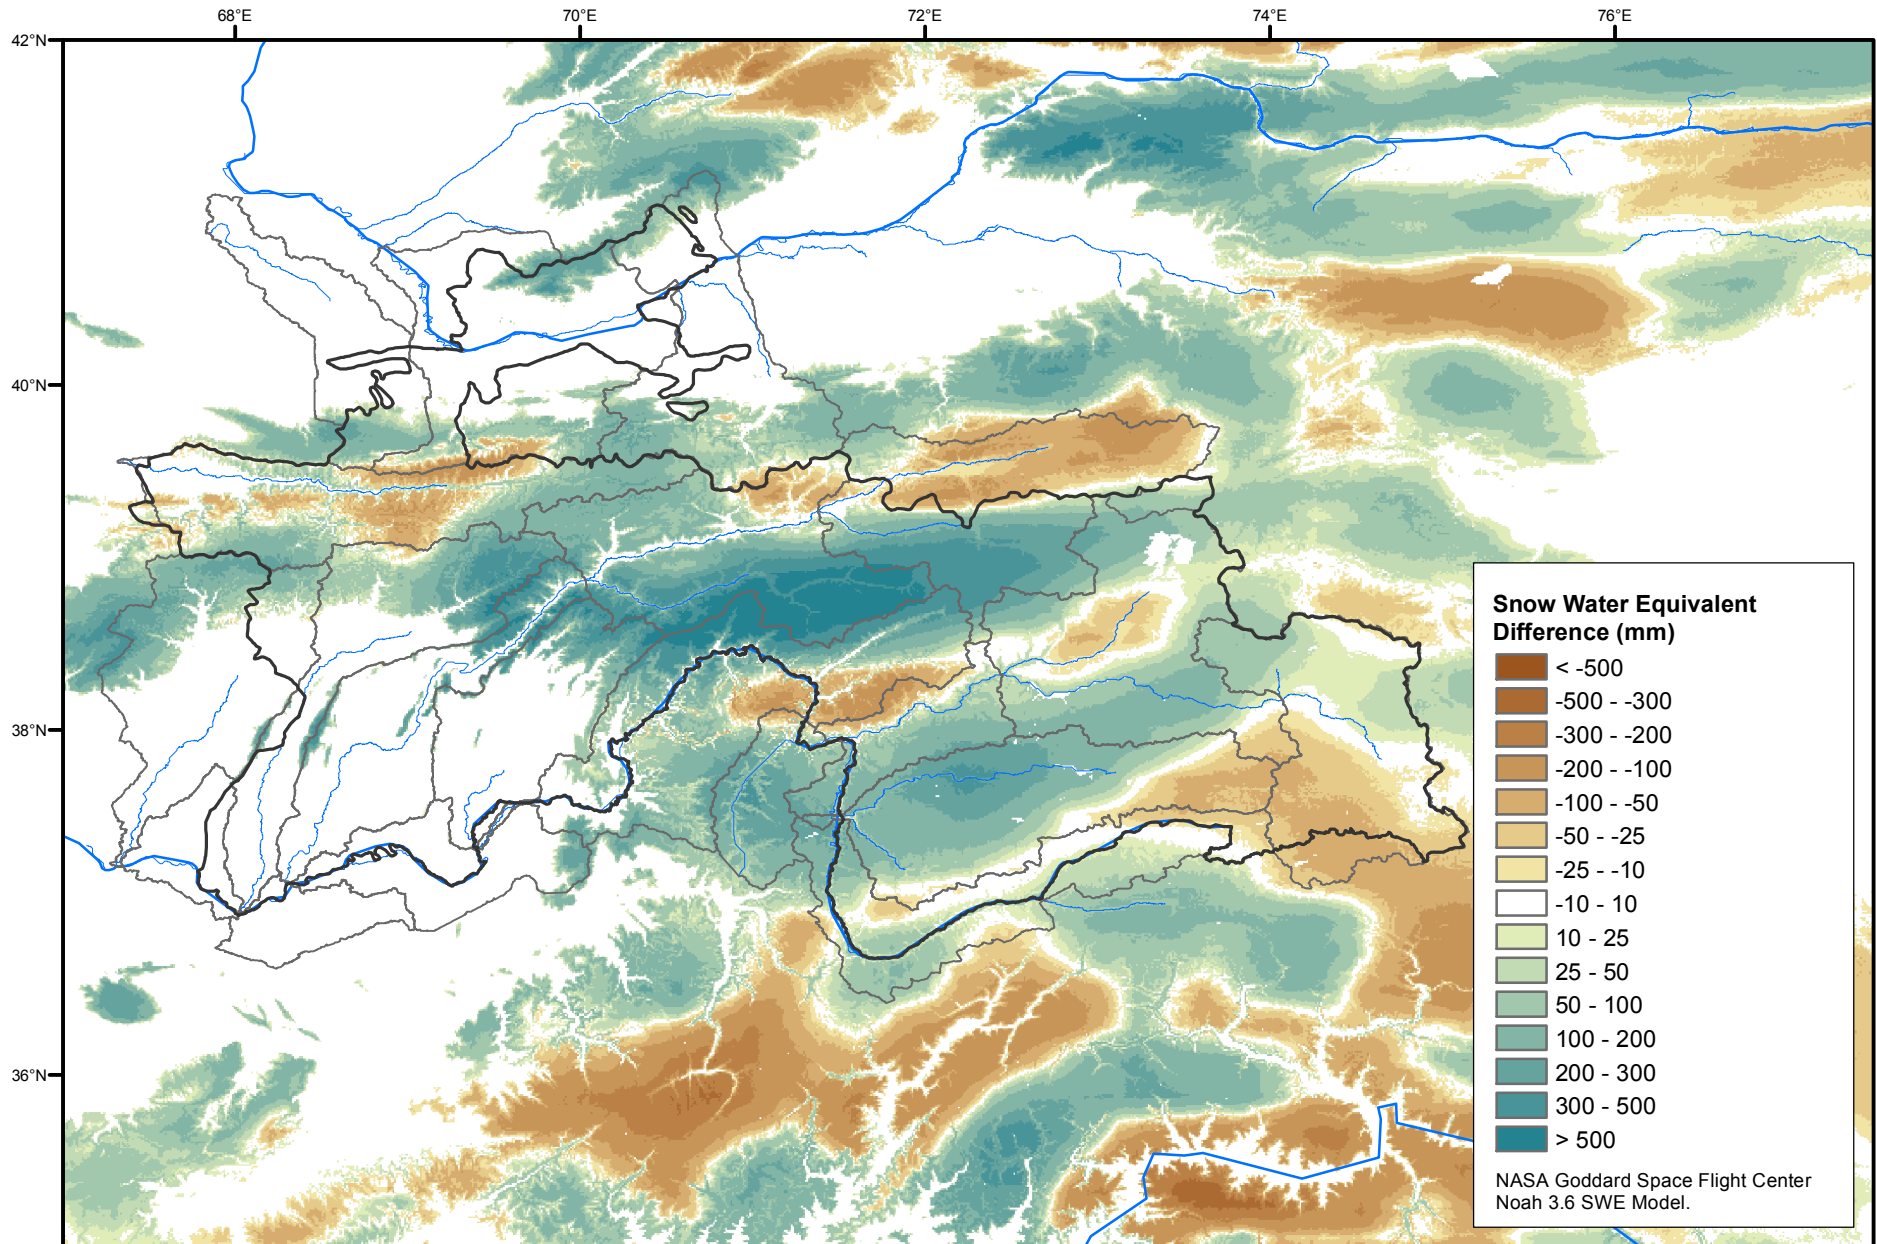 68°E
70°E
72°E
74°E
76°E
42°N
40°N
38°N
36°N
Snow Water Equivalent
Difference (mm)
< -500
-500 - -300
-300 - -200
-200 - -100
-100 - -50
-50 - -25
-25 - -10
-10 - 10
10 - 25
25 - 50
50 - 100
100 - 200
200 - 300
300 - 500
> 500
NASA Goddard Space Flight Center
Noah 3.6 SWE Model.